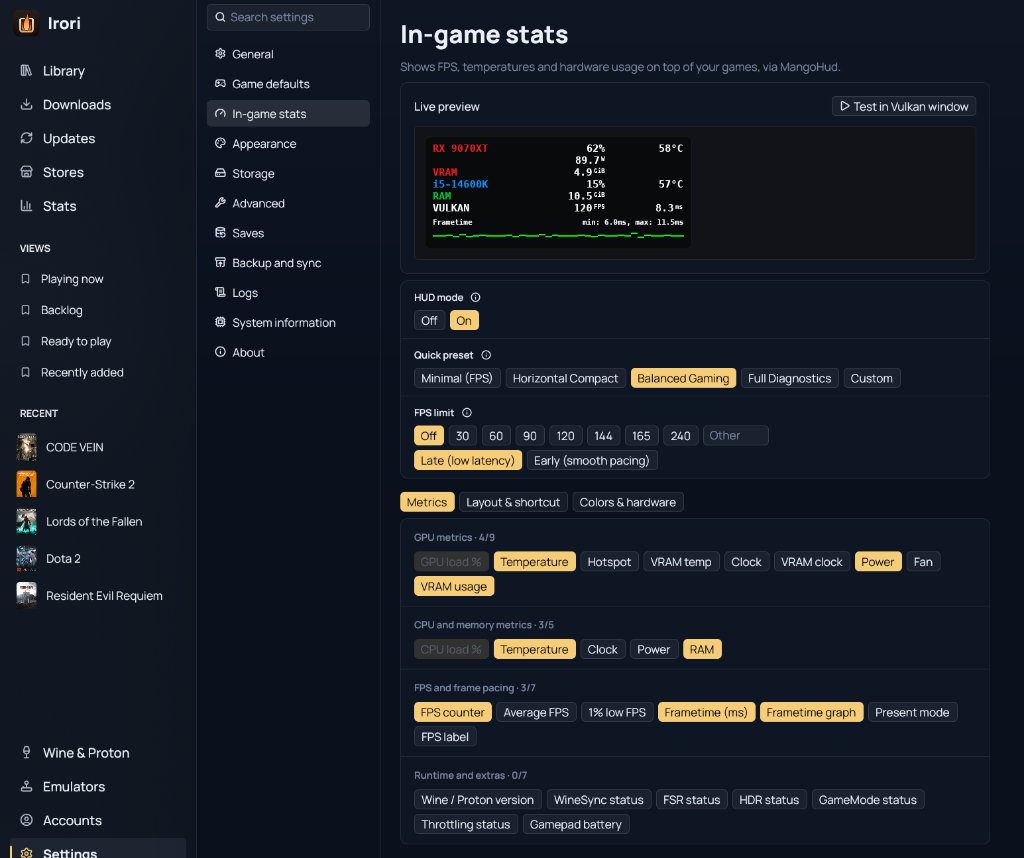 Irori
Library
Downloads
Updates
Stores
Stats
VIEWS
Playing now
Backlog
Ready to play
Recently added
RECENT
CODE VEIN
Counter-Strike 2
Lords of the Fallen
Dota 2
Resident Evil Requiem
Wine & Proton
Emulators
Accounts
Settings
Search settings
General
Game defaults
In-game stats
Appearance
Storage
Advanced
Saves
Backup and sync
Logs
System information
About
In-game stats
Shows FPS, temperatures and hardware usage on top of your games, via MangoHud.
Live preview
Test in Vulkan window
RX 9070XT 62% 58°C
89.7W
VRAM 4.9GiB
i5-14600K 15% 57°C
RAM 10.5GiB
VULKAN 120FPS 8.3ms
Frametime min: 6.0ms, max: 11.5ms
HUD mode
Off On
Quick preset
Minimal (FPS) Horizontal Compact Balanced Gaming Full Diagnostics Custom
FPS limit
Off 30 60 90 120 144 165 240 Other
Late (low latency) Early (smooth pacing)
Metrics Layout & shortcut Colors & hardware
GPU metrics · 4/9
GPU load % Temperature Hotspot VRAM temp Clock VRAM clock Power Fan
VRAM usage
CPU and memory metrics · 3/5
CPU load % Temperature Clock Power RAM
FPS and frame pacing · 3/7
FPS counter Average FPS 1% low FPS Frametime (ms) Frametime graph Present mode
FPS label
Runtime and extras · 0/7
Wine / Proton version WineSync status FSR status HDR status GameMode status
Throttling status Gamepad battery